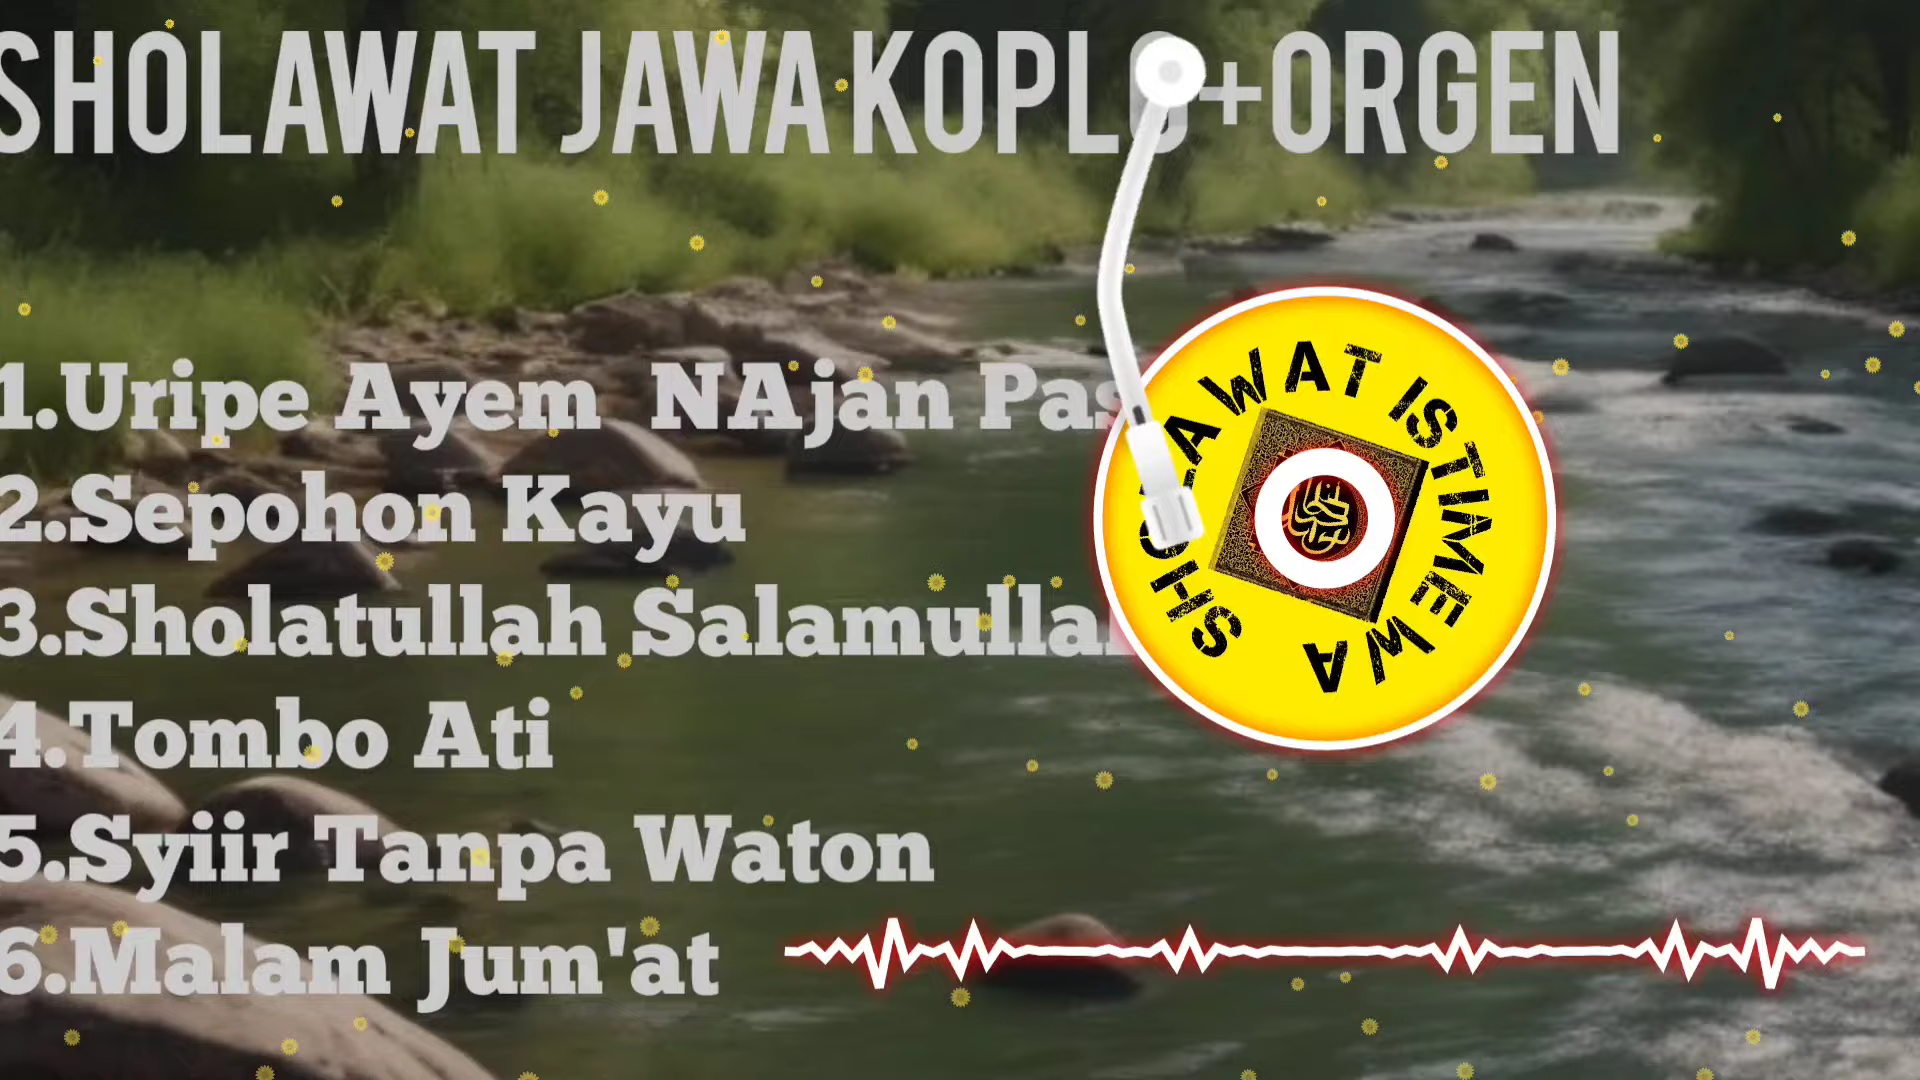 SHOLAWAT JAWA KOPLO+ORGEN
1.Uripe Ayem NAjan Pas
2.Sepohon Kayu
3.Sholatullah
4.Tombo Ati
5.Syiir Tanpa Waton
6.Malam Jum'at
SHOLAWAT ISTIMEWA